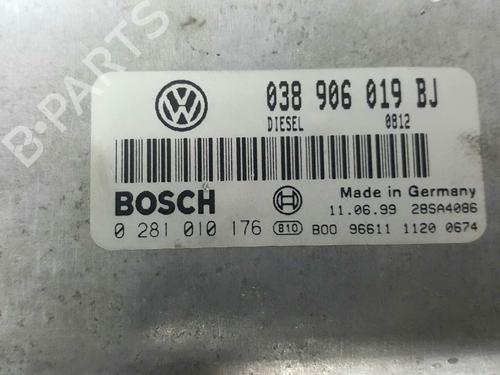 B-PARTS
038 906 019 BJ
DIESEL 0812
BOSCH
Made in Germany
11.06.99 28SA4086
0 281 010 176 B10 B00 96611 1120 0674